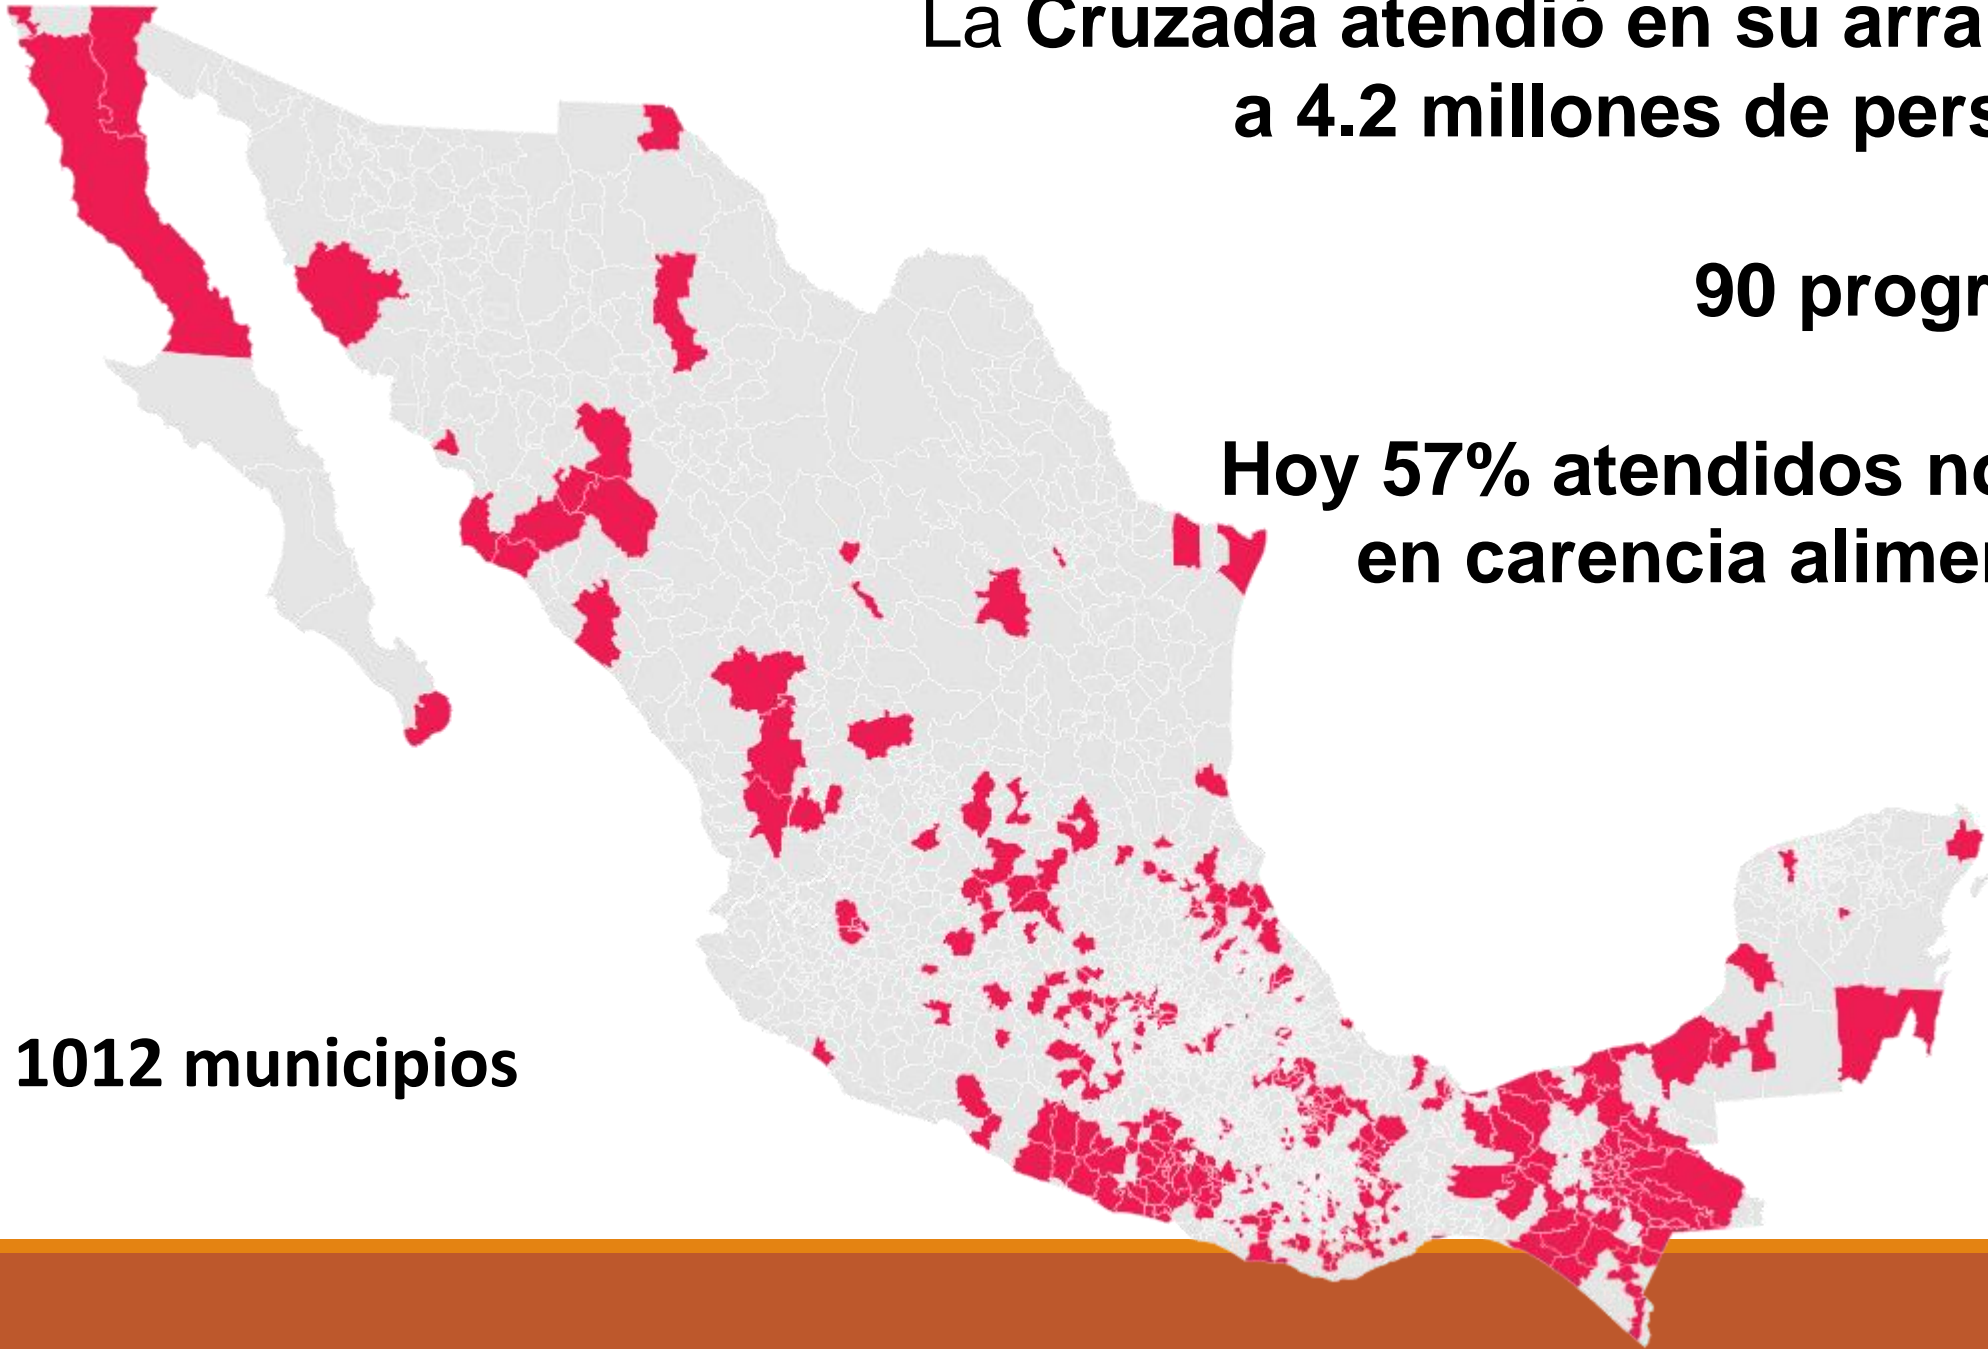 La Cruzada atendió en su arra
a 4.2 millones de pers
90 progr
Hoy 57% atendidos no
en carencia alimen
1012 municipios